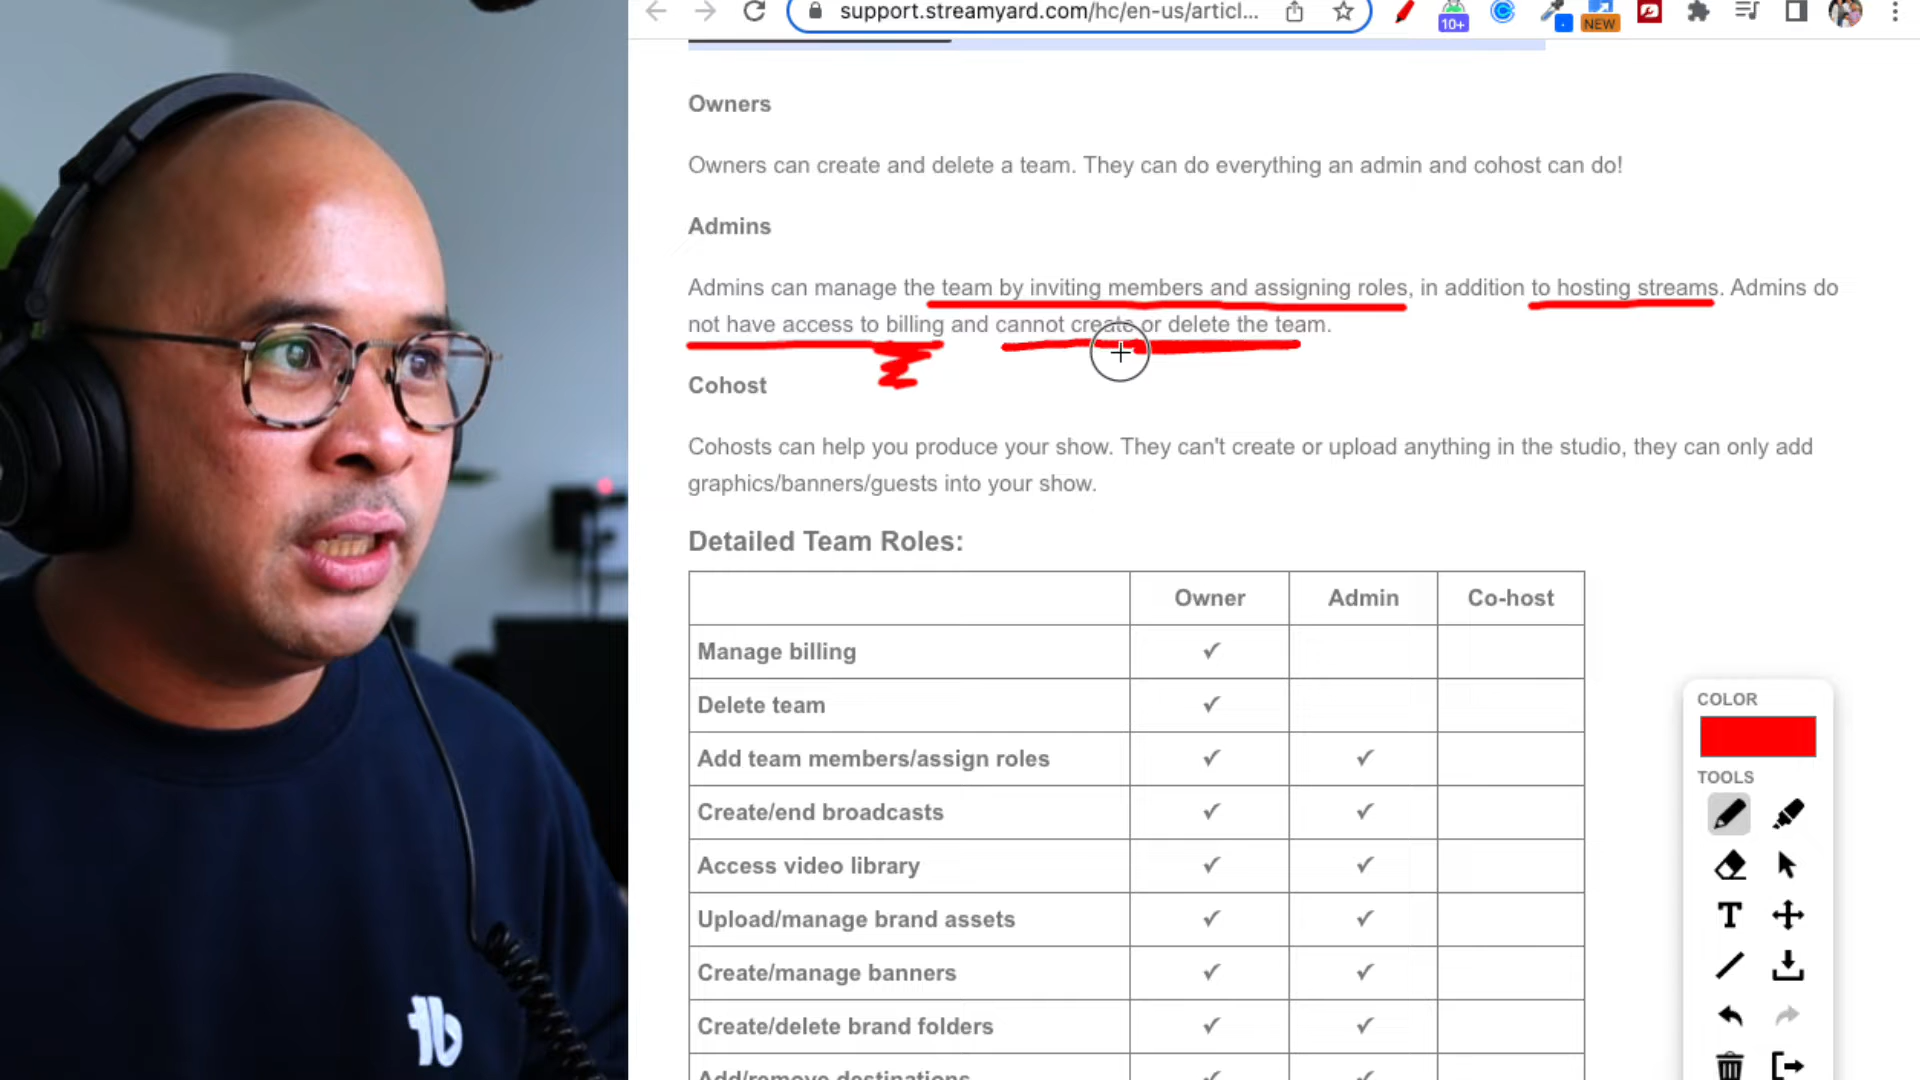 support.streamyard.com/hc/en-us/articl...
10+
NEW
Owners
Owners can create and delete a team. They can do everything an admin and cohost can do!
Admins
Admins can manage the team by inviting members and assigning roles, in addition to hosting streams. Admins do
not have access to billing and cannot create or delete the team.
Cohost
Cohosts can help you produce your show. They can't create or upload anything in the studio, they can only add
graphics/banners/guests into your show.
Detailed Team Roles:
Owner Admin Co-host
Manage billing ✓
Delete team ✓
Add team members/assign roles ✓ ✓
Create/end broadcasts ✓ ✓
Access video library ✓ ✓
Upload/manage brand assets ✓ ✓
Create/manage banners ✓ ✓
Create/delete brand folders ✓ ✓
Add/remove destinations ✓ ✓
COLOR
TOOLS
T
tb